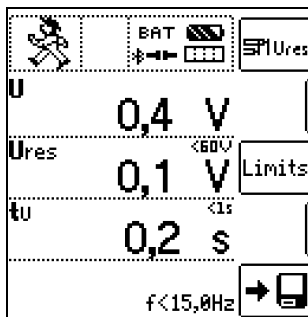 BAT
Ures
U
0,4 V
Ures <60V
0,1 V
Limits
tU <1s
0,2 s
f<15,0Hz